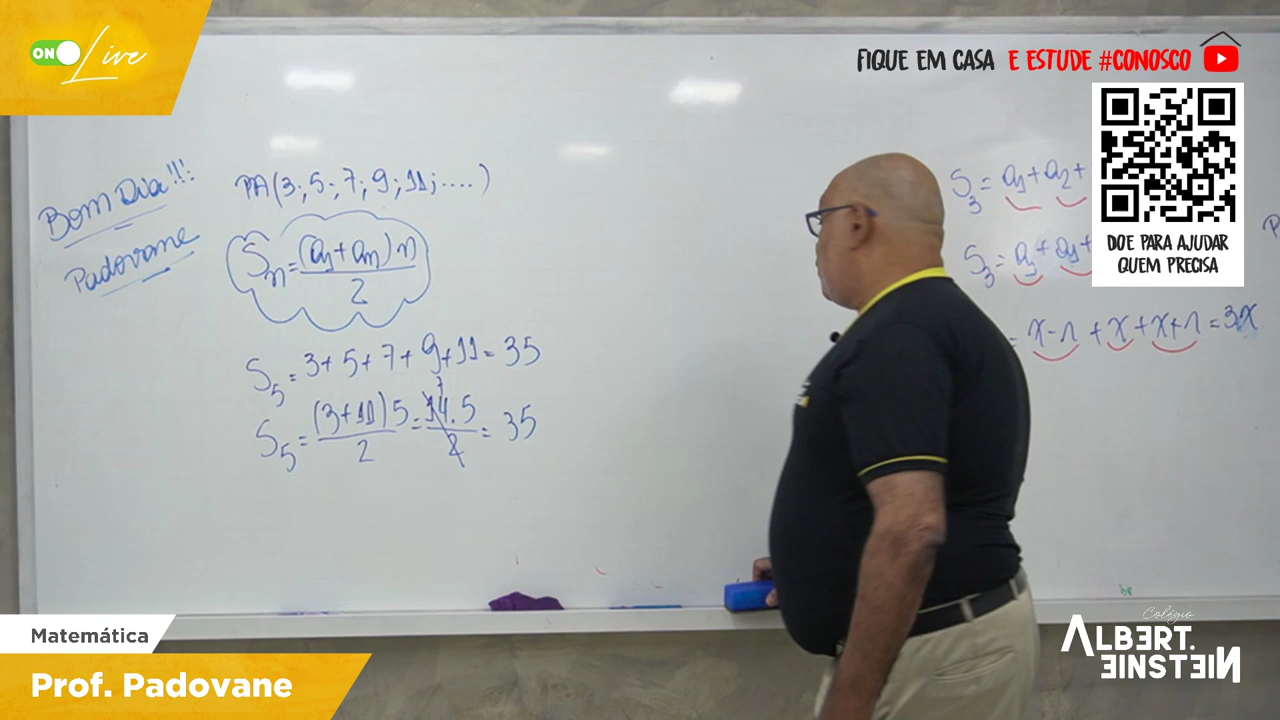 ON Live
FIQUE EM CASA E ESTUDE #CONOSCO
DOE PARA AJUDAR
QUEM PRECISA
Bom Dia!!!
Padovane
PA(3; 5; 7; 9; 11; ....)
Sn = (a1 + an) n / 2
S5 = 3 + 5 + 7 + 9 + 11 = 35
S5 = (3+11) 5 / 2 = 14 . 5 / 2 = 35
7
S3 = a1 + a2 +
S3 =
= x - r + x + x + r = 3x
Matemática
Prof. Padovane
Colégio
ALBERT.
EINSTEIN